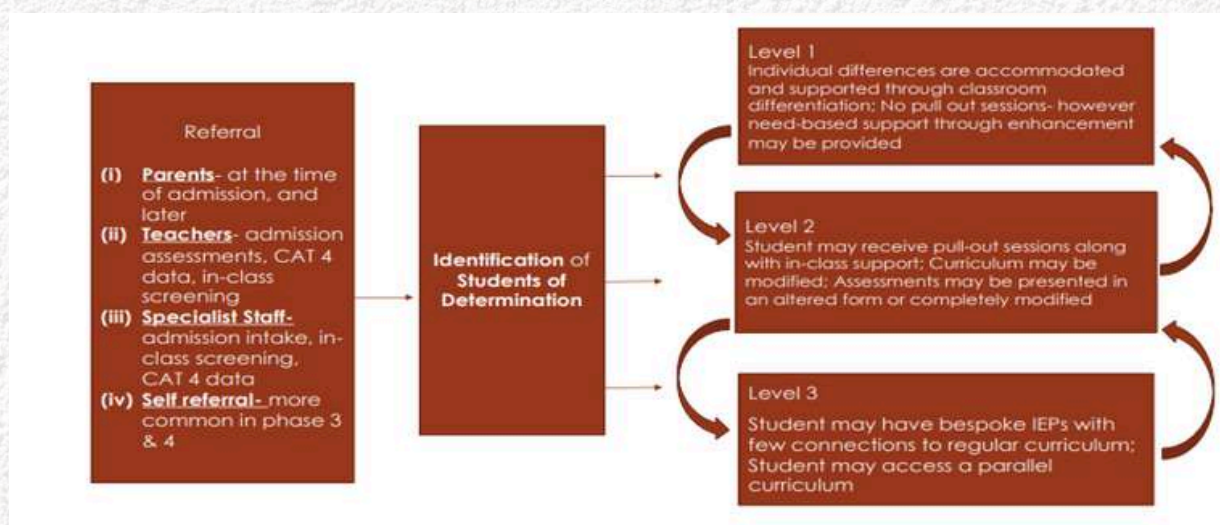 Referral
(i) Parents- at the time
of admission, and
later
(ii) Teachers- admission
assessments, CAT 4
data, in-class
screening
(iii) Specialist Staff-
admission intake, in-
class screening,
CAT 4 data
(iv) Self referral- more
common in phase 3
& 4
Identification of
Students of
Determination
Level 1
Individual differences are accommodated
and supported through classroom
differentiation; No pull out sessions- however
need-based support through enhancement
may be provided
Level 2
Student may receive pull-out sessions along
with in-class support; Curriculum may be
modified; Assessments may be presented in
an altered form or completely modified
Level 3
Student may have bespoke IEPs with
few connections to regular curriculum;
Student may access a parallel
curriculum